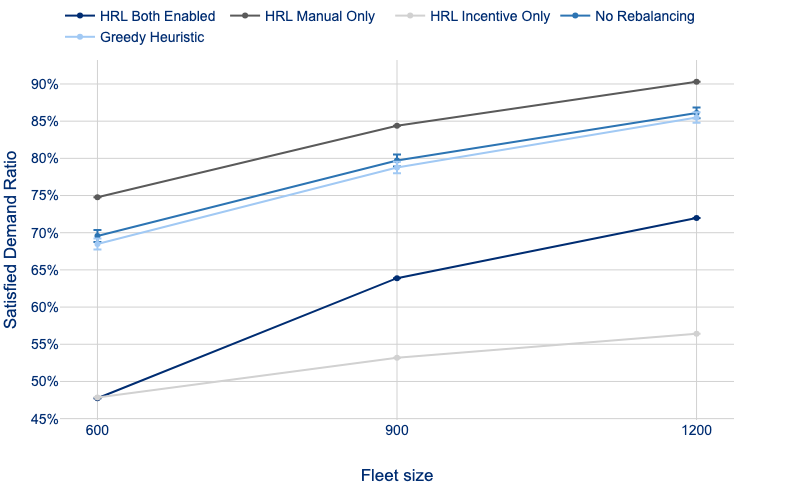 HRL Both Enabled HRL Manual Only HRL Incentive Only No Rebalancing
Greedy Heuristic
90%
85%
80%
75%
70%
65%
60%
55%
50%
45%
Satisfied Demand Ratio
600 900 1200
Fleet size